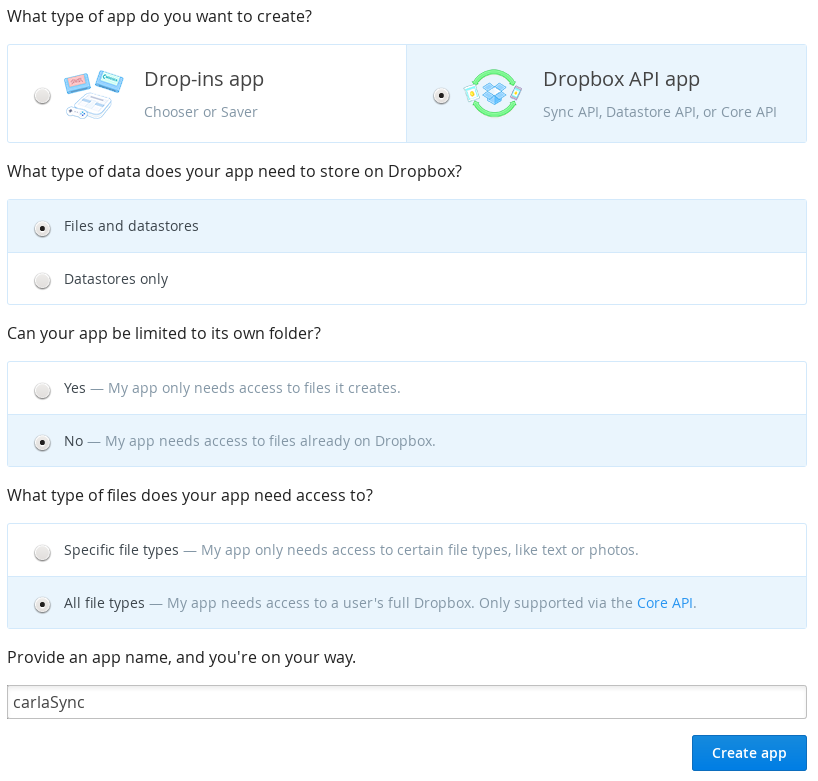 What type of app do you want to create?
Drop-ins app
Chooser or Saver
Dropbox API app
Sync API, Datastore API, or Core API
What type of data does your app need to store on Dropbox?
Files and datastores
Datastores only
Can your app be limited to its own folder?
Yes — My app only needs access to files it creates.
No — My app needs access to files already on Dropbox.
What type of files does your app need access to?
Specific file types — My app only needs access to certain file types, like text or photos.
All file types — My app needs access to a user's full Dropbox. Only supported via the Core API.
Provide an app name, and you're on your way.
carlaSync
Create app